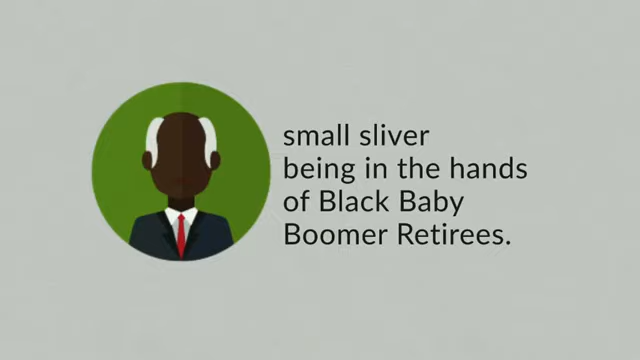 small sliver
being in the hands
of Black Baby
Boomer Retirees.